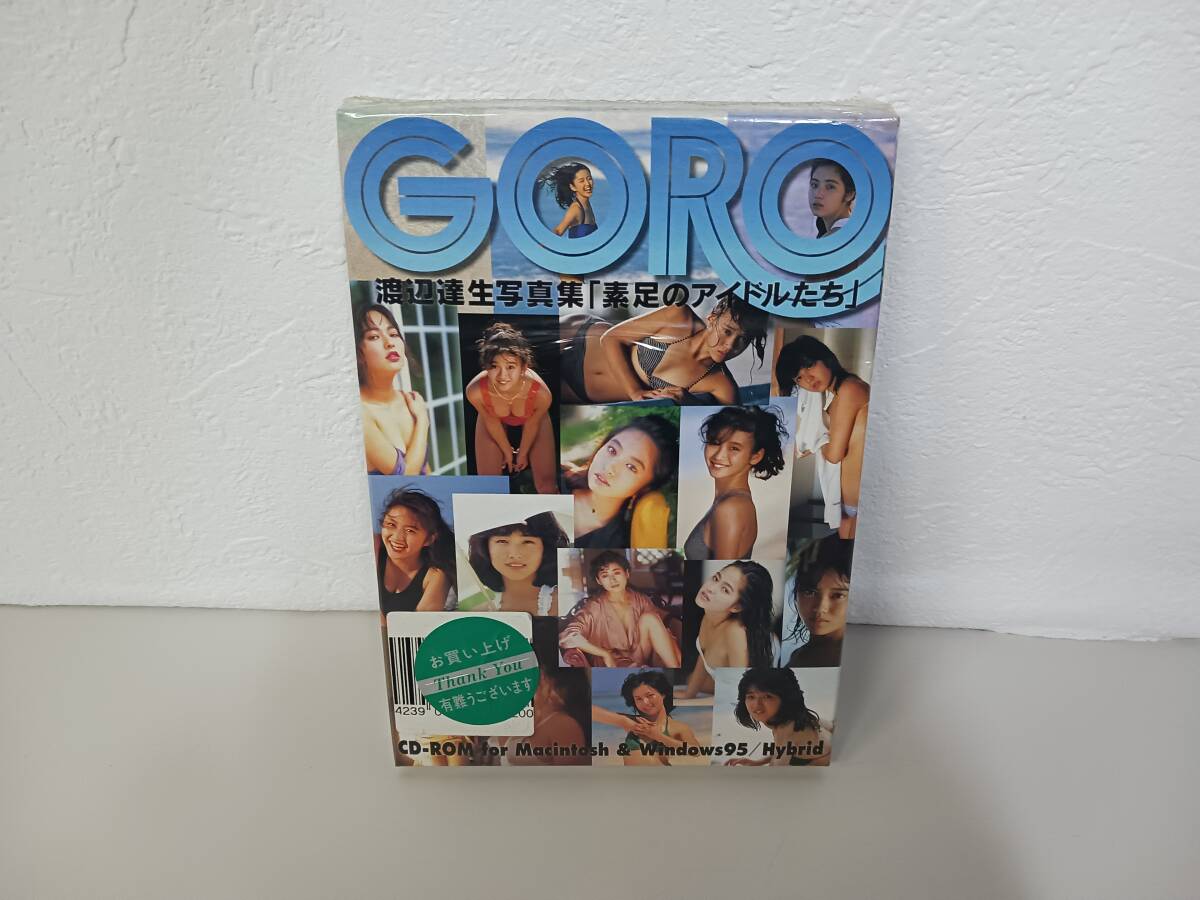 GORO
渡辺達生写真集「素足のアイドルたち」
お買い上げ
Thank You
有難うございます
4239
200
CD-ROM for Macintosh & Windows95/Hybrid